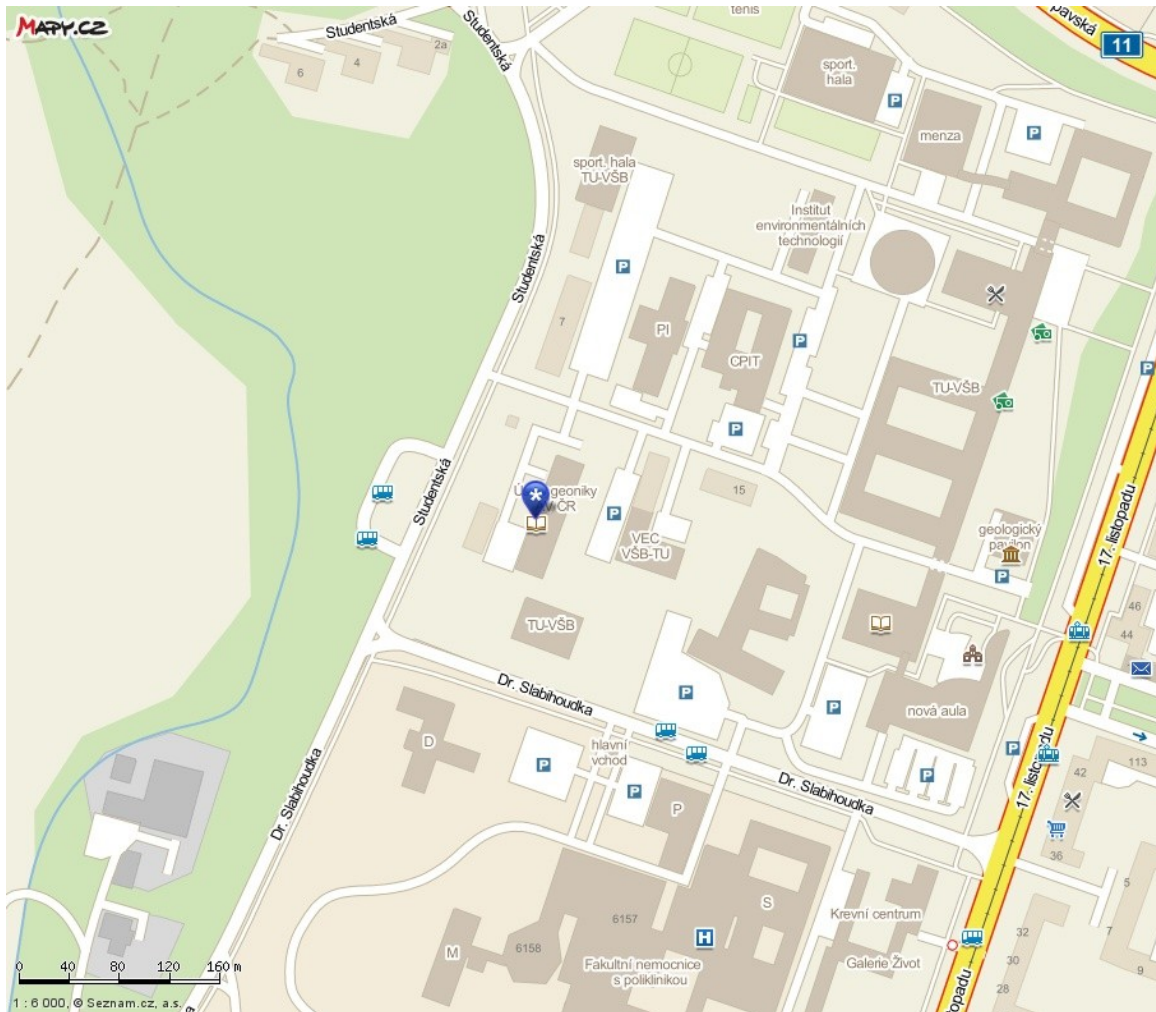 MAPY.CZ
Studentská
Studentská
tenis
pavská
11
2a
4
6
sport.
hala
P
menza
P
sport. hala
TU-VŠB
Institut
environmentálních
technologií
Studentská
P
7
PI
CPIT
P
TU-VŠB
P
P
Studentská
geoniky
ČR
P
15
VEC
VŠB-TU
geologický
pavilon
P
17. listopadu
46
44
TU-VŠB
Dr. Slabihoudka
P
P
nová aula
D
hlavní
vchod
P
P
P
P
P
17. listopadu
42
113
Dr. Slabihoudka
Dr. Slabihoudka
36
5
S
6157
6158
M
H
Fakultní nemocnice
s poliklinikou
Krevní centrum
Galerie Život
32
30
28
7
9
opadu
0 40 80 120 160 m
1 : 6 000, © Seznam.cz, a.s.